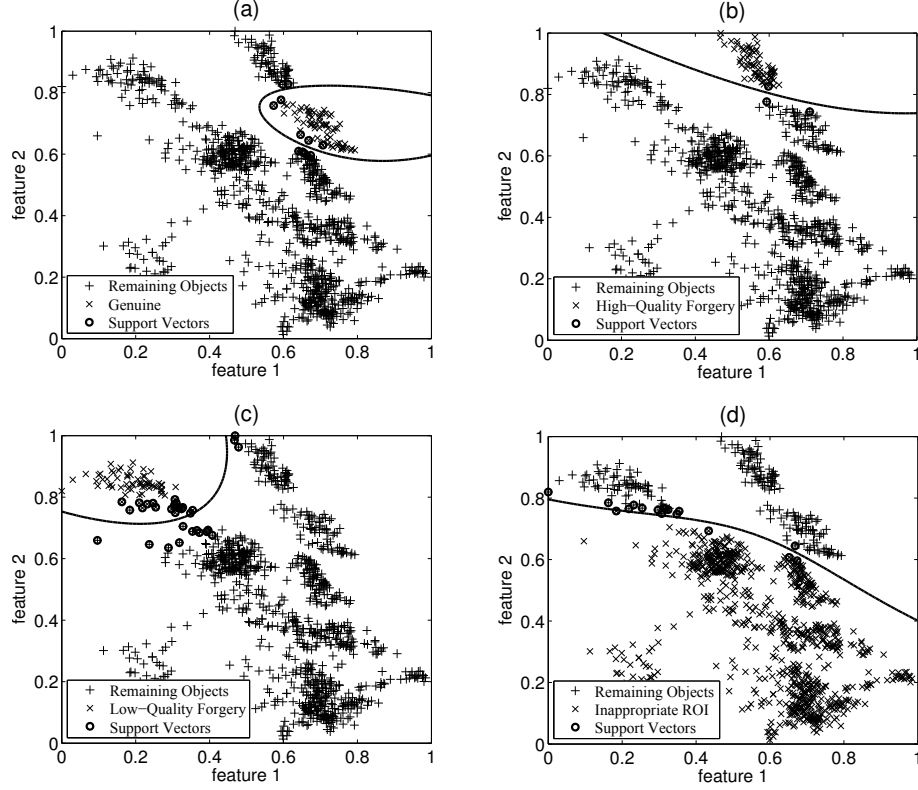 (a)
1
0.8
0.6
0.4
0.2
0
0
0.2
0.4
0.6
0.8
1
feature 1
feature 2
Remaining Objects
Genuine
Support Vectors
(b)
1
0.8
0.6
0.4
0.2
0
0
0.2
0.4
0.6
0.8
1
feature 1
feature 2
Remaining Objects
High−Quality Forgery
Support Vectors
(c)
1
0.8
0.6
0.4
0.2
0
0
0.2
0.4
0.6
0.8
1
feature 1
feature 2
Remaining Objects
Low−Quality Forgery
Support Vectors
(d)
1
0.8
0.6
0.4
0.2
0
0
0.2
0.4
0.6
0.8
1
feature 1
feature 2
Remaining Objects
Inappropriate ROI
Support Vectors